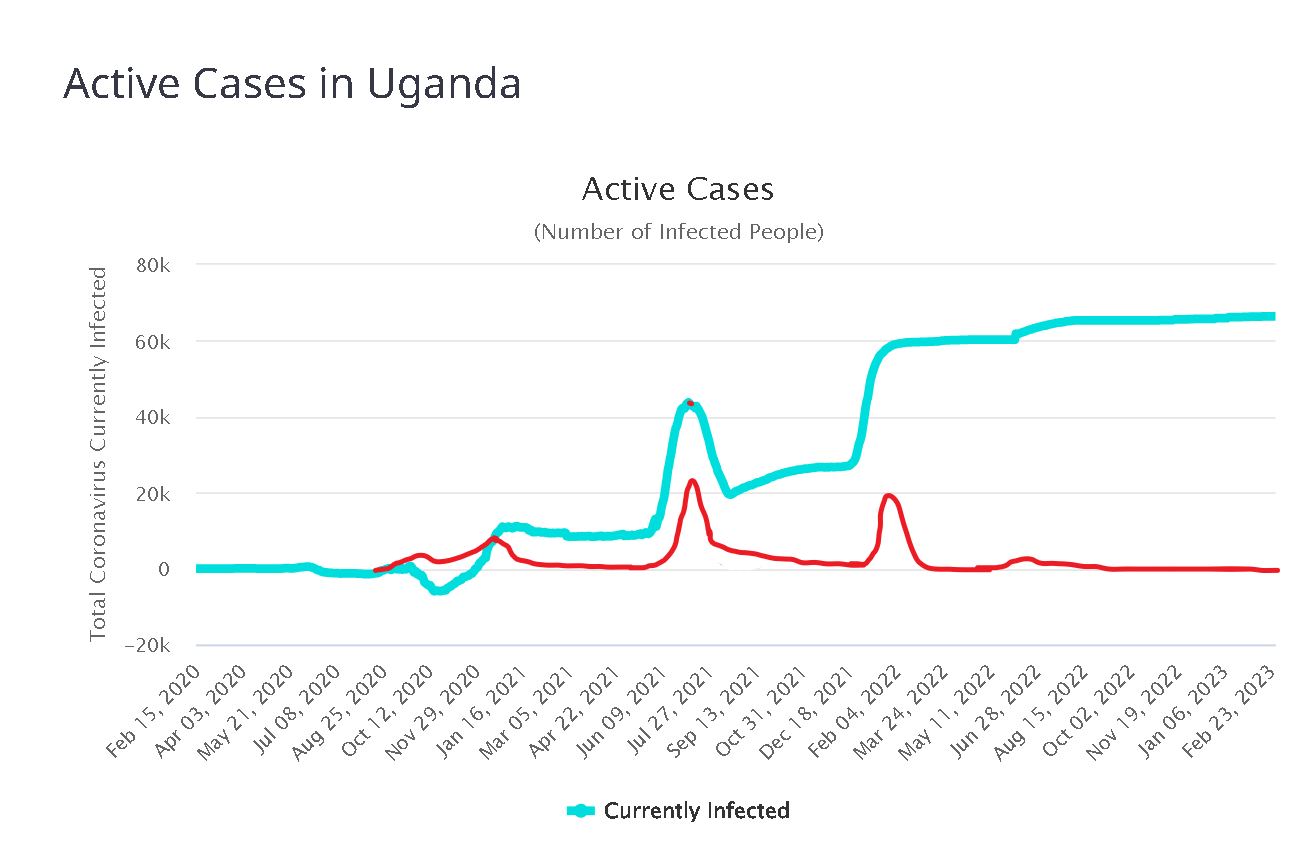 Active Cases in Uganda
Active Cases
(Number of Infected People)
Total Coronavirus Currently Infected
80k
60k
40k
20k
0
−20k
Feb 15, 2020
Apr 03, 2020
May 21, 2020
Jul 08, 2020
Aug 25, 2020
Oct 12, 2020
Nov 29, 2020
Jan 16, 2021
Mar 05, 2021
Apr 22, 2021
Jun 09, 2021
Jul 27, 2021
Sep 13, 2021
Oct 31, 2021
Dec 18, 2021
Feb 04, 2022
Mar 24, 2022
May 11, 2022
Jun 28, 2022
Aug 15, 2022
Oct 02, 2022
Nov 19, 2022
Jan 06, 2023
Feb 23, 2023
Currently Infected